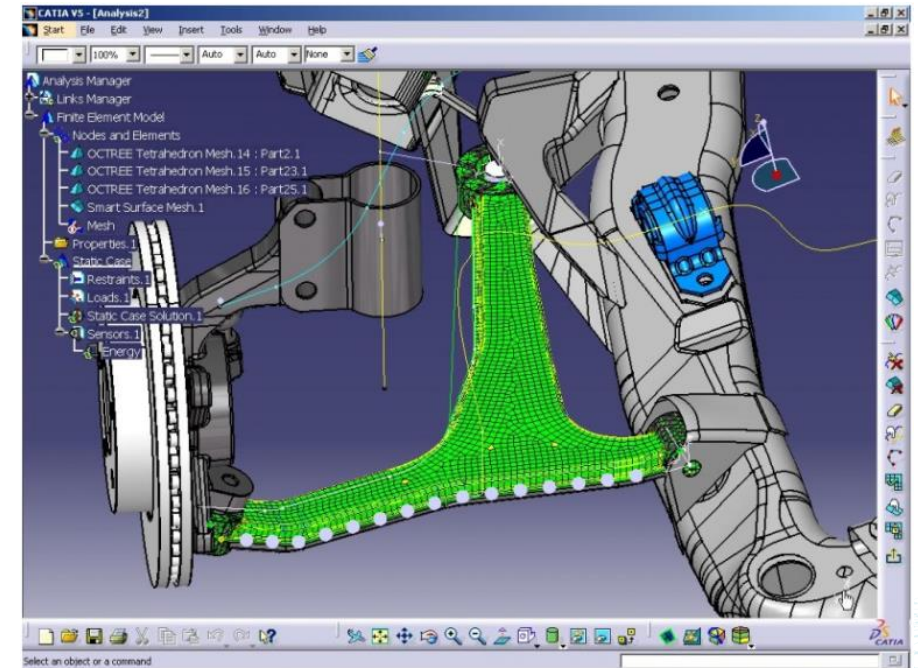 CATIA V5 - [Analysis2]
Start File Edit View Insert Tools Window Help
100% Auto Auto None
Analysis Manager
Links Manager
Finite Element Model
Nodes and Elements
OCTREE Tetrahedron Mesh.14 : Part2.1
OCTREE Tetrahedron Mesh.15 : Part23.1
OCTREE Tetrahedron Mesh.16 : Part25.1
Smart Surface Mesh.1
Mesh
Properties.1
Static Case
Restraints.1
Loads.1
Static Case Solution.1
Sensors.1
Energy
CATIA
Select an object or a command